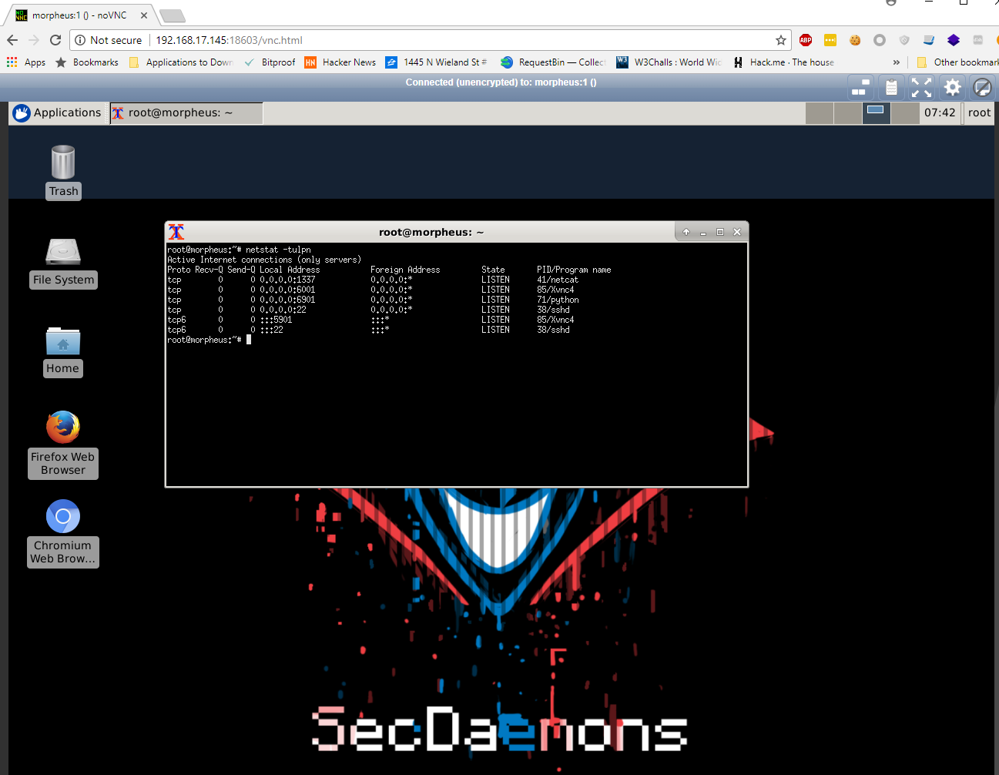 morpheus:1 () - noVNC
Not secure 192.168.17.145:18603/vnc.html
ABP
Apps Bookmarks Applications to Down Bitproof HN Hacker News 1445 N Wieland St # RequestBin — Collect W3 W3Challs : World Wid H Hack.me · The house » Other bookmark
Connected (unencrypted) to: morpheus:1 ()
Applications root@morpheus: ~ 07:42 root
Trash
File System
Home
Firefox Web
Browser
Chromium
Web Brow...
root@morpheus: ~
root@morpheus:~# netstat -tulpn
Active Internet connections (only servers)
Proto Recv-Q Send-Q Local Address Foreign Address State PID/Program name
tcp 0 0 0.0.0.0:1337 0.0.0.0:* LISTEN 41/netcat
tcp 0 0 0.0.0.0:6001 0.0.0.0:* LISTEN 85/Xvnc4
tcp 0 0 0.0.0.0:6901 0.0.0.0:* LISTEN 71/python
tcp 0 0 0.0.0.0:22 0.0.0.0:* LISTEN 38/sshd
tcp6 0 0 :::5901 :::* LISTEN 85/Xvnc4
tcp6 0 0 :::22 :::* LISTEN 38/sshd
root@morpheus:~#
SecDaemons